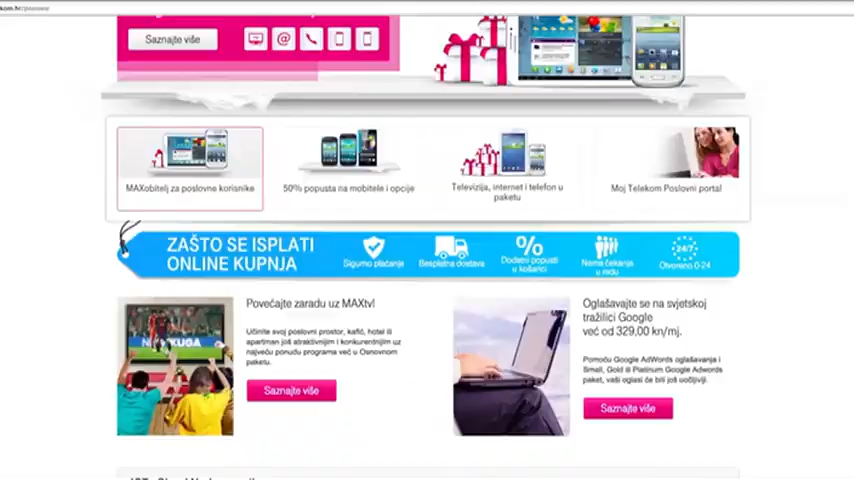 Saznajte više
MAXobitelj za poslovne korisnike
50% popusta na mobitele i opcije
Televizija, internet i telefon u
paketu
Moj Telekom Poslovni portal
ZAŠTO SE ISPLATI
ONLINE KUPNJA
Sigurno plaćanje
Besplatna dostava
%
Dodatni popusti
u košarici
Nema čekanja
u redu
24/7
Otvoreno 0-24
Povećajte zaradu uz MAXtv!
Učinite svoj poslovni prostor, kafić, hotel ili
apartman još atraktivnijim i konkurentnijim uz
najveću ponudu programa već u Osnovnom
paketu.
Saznajte više
Oglašavajte se na svjetskoj
tražilici Google
već od 329,00 kn/mj.
Pomoću Google AdWords oglašavanja i
Small, Gold ili Platinum Google Adwords
paket, vaši oglasi će biti još uočljiviji.
Saznajte više